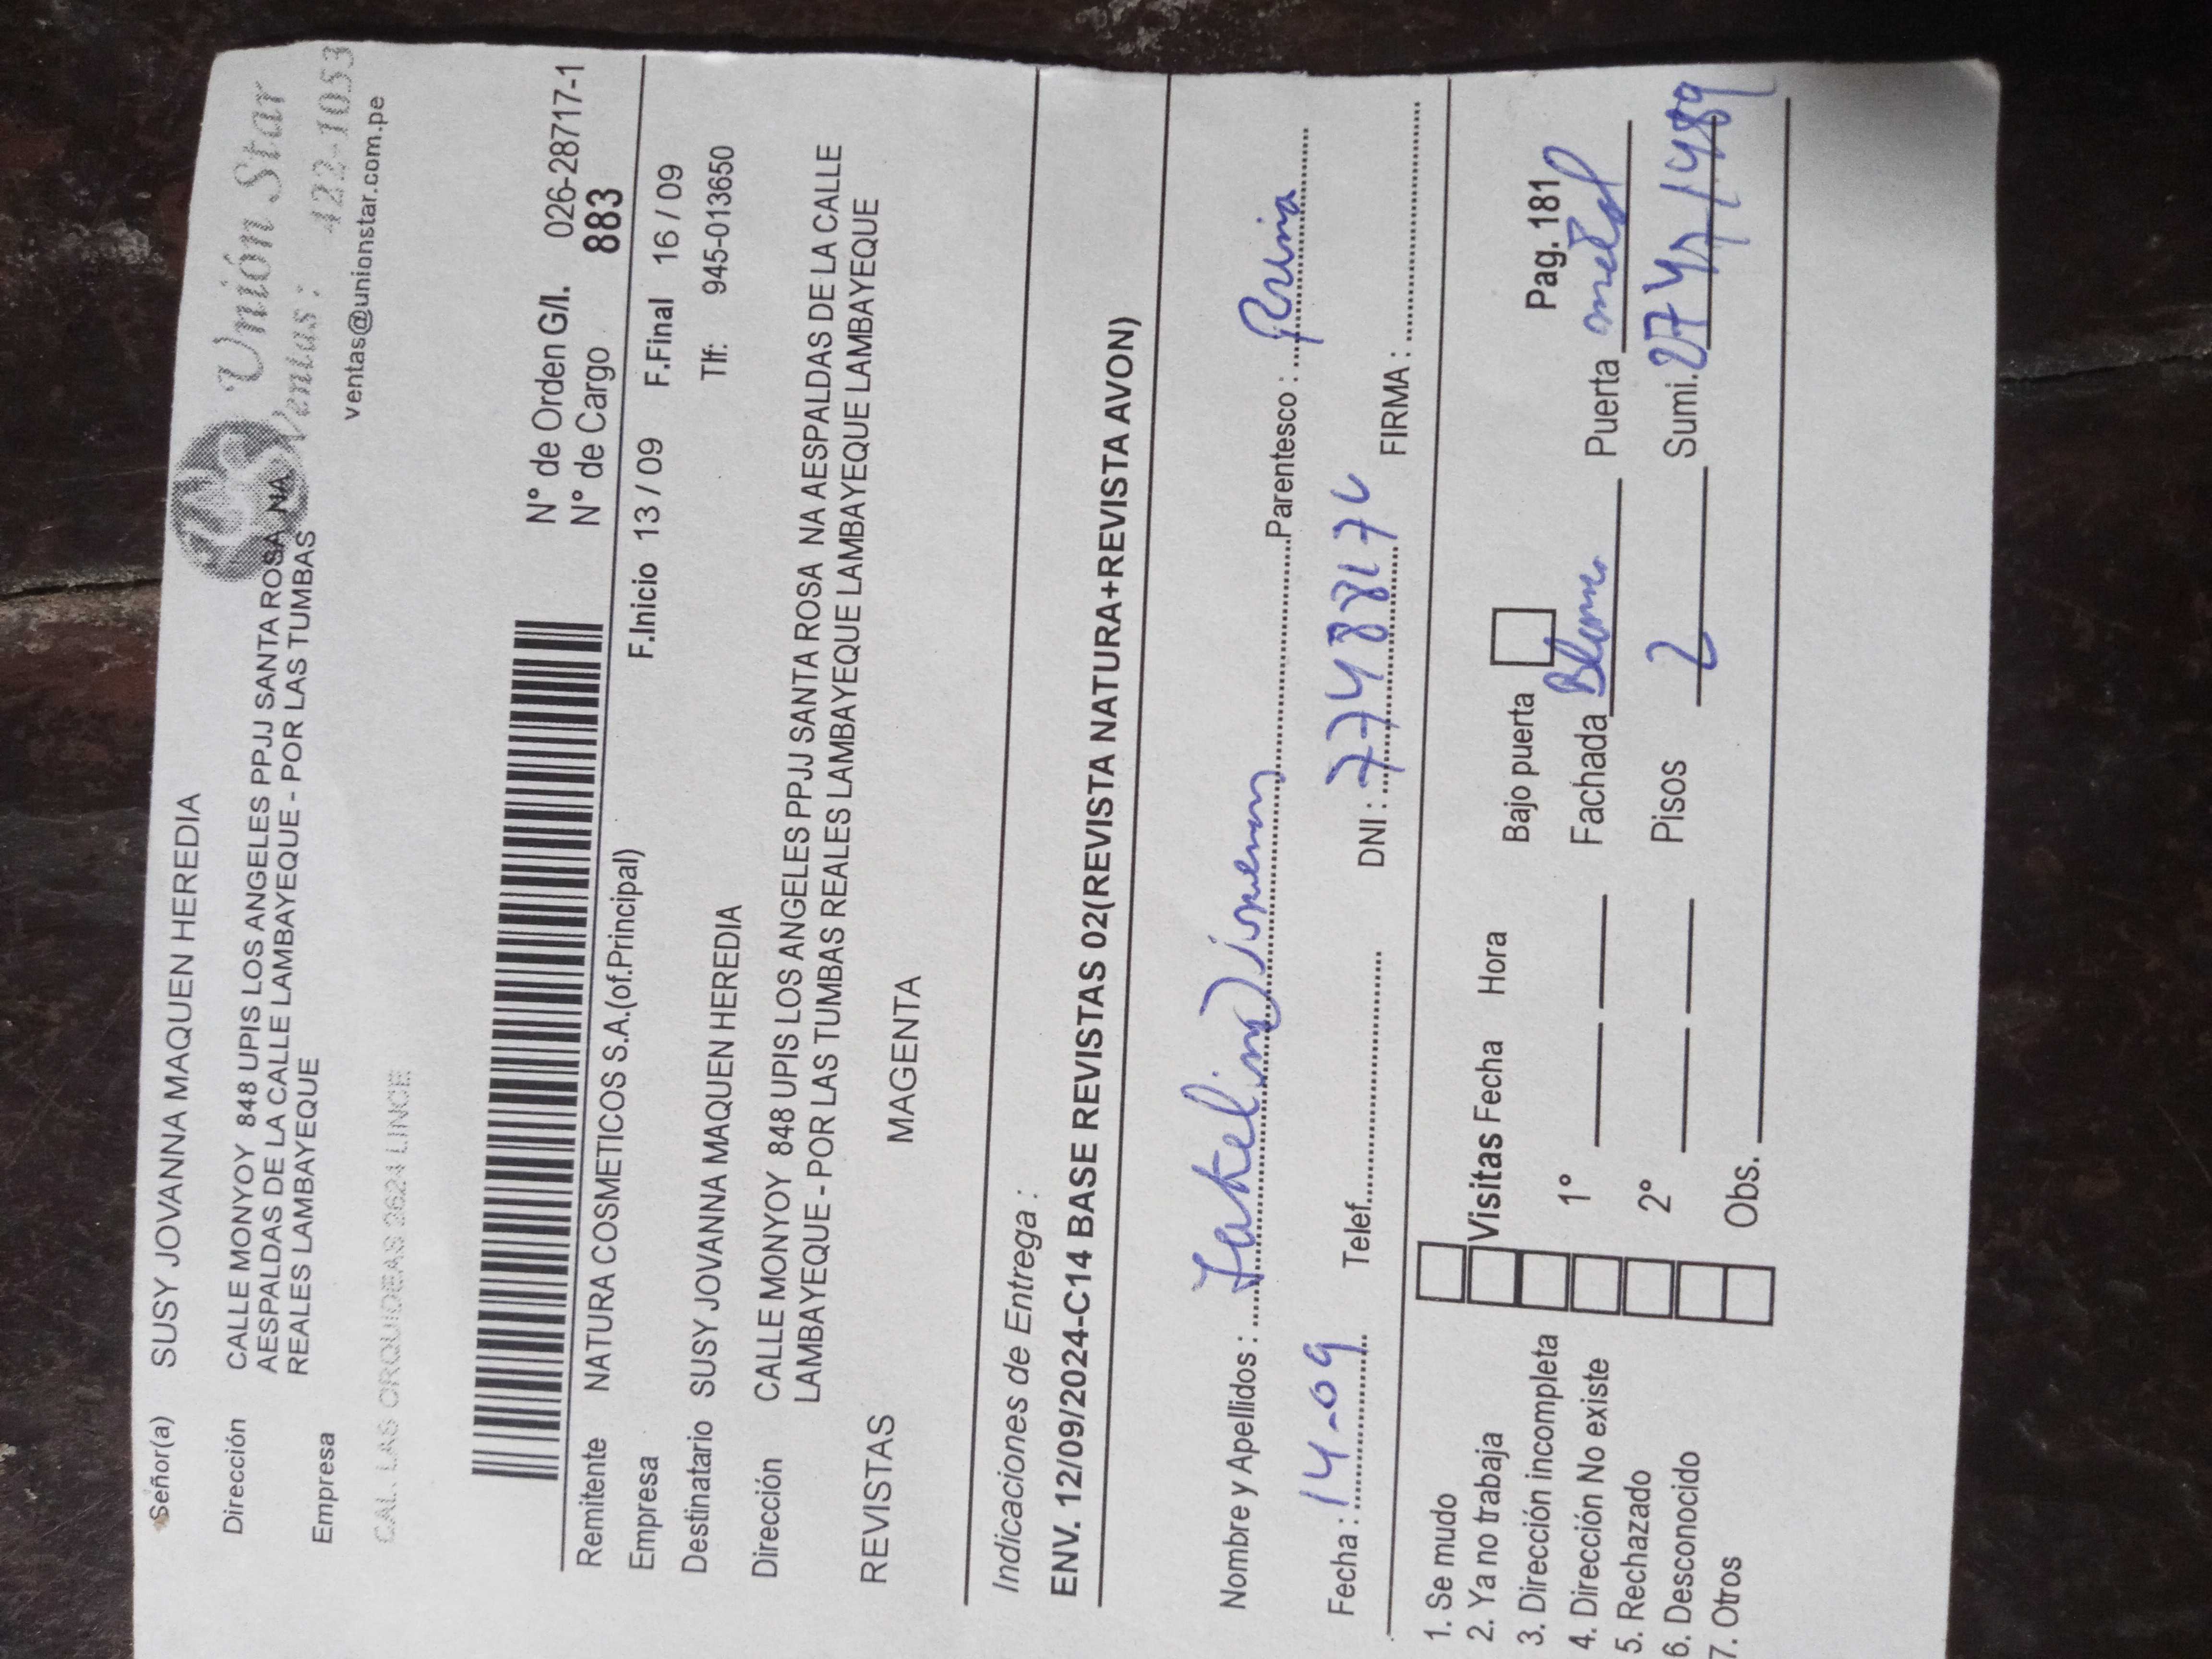 Señor(a) SUSY JOVANNA MAQUEN HEREDIA
Unión Star
Ventas : 422-1053
ventas@unionstar.com.pe
Dirección CALLE MONYOY 848 UPIS LOS ANGELES PPJJ SANTA ROSA NA
AESPALDAS DE LA CALLE LAMBAYEQUE - POR LAS TUMBAS
REALES LAMBAYEQUE
Empresa
CAL. LAS ORQUIDEAS 2624 LINCE
N° de Orden G/I. 026-28717-1
N° de Cargo 883
Remitente NATURA COSMETICOS S.A.(of.Principal)
F.Inicio 13 / 09 F.Final 16 / 09
Empresa
Tlf: 945-013650
Destinatario SUSY JOVANNA MAQUEN HEREDIA
Dirección CALLE MONYOY 848 UPIS LOS ANGELES PPJJ SANTA ROSA NA AESPALDAS DE LA CALLE
LAMBAYEQUE - POR LAS TUMBAS REALES LAMBAYEQUE LAMBAYEQUE LAMBAYEQUE
REVISTAS MAGENTA
Indicaciones de Entrega :
ENV. 12/09/2024-C14 BASE REVISTAS 02(REVISTA NATURA+REVISTA AVON)
Nombre y Apellidos : Parentesco :
Fecha : 14-09 Telef. DNI : FIRMA :
1. Se mudo
2. Ya no trabaja
3. Dirección incompleta
4. Dirección No existe
5. Rechazado
6. Desconocido
7. Otros
Visitas Fecha Hora
1°
2°
Obs.
Bajo puerta
Pag. 181
Fachada Puerta
Pisos 2 Sumi.